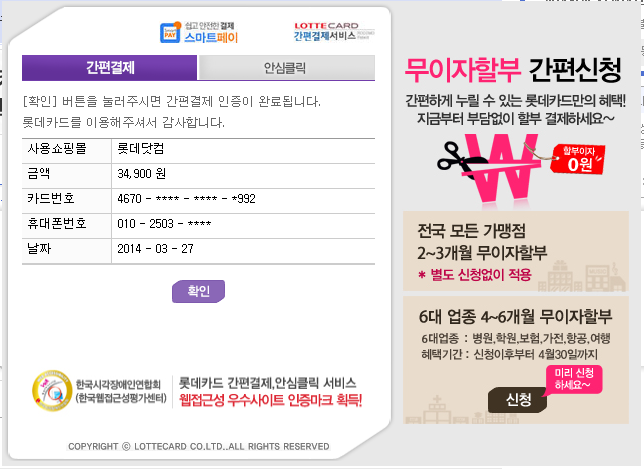 쉽고 안전한 결제
스마트페이
LOTTECARD
간편결제서비스
간편결제
안심클릭
[확인] 버튼을 눌러주시면 간편결제 인증이 완료됩니다.
롯데카드를 이용해주셔서 감사합니다.
사용쇼핑몰 롯데닷컴
금액 34,900 원
카드번호 4670 - **** - **** - *992
휴대폰번호 010 - 2503 - ****
날짜 2014 - 03 - 27
확인
한국시각장애인연합회
(한국웹접근성평가센터)
롯데카드 간편결제,안심클릭 서비스
웹접근성 우수사이트 인증마크 획득!
COPYRIGHT ⓒ LOTTECARD CO.LTD..ALL RIGHTS RESERVED
무이자할부 간편신청
간편하게 누릴 수 있는 롯데카드만의 혜택!
지금부터 부담없이 할부 결제하세요~
할부이자
0원
전국 모든 가맹점
2~3개월 무이자할부
* 별도 신청없이 적용
6대 업종 4~6개월 무이자할부
6대업종 : 병원,학원,보험,가전,항공,여행
혜택기간 : 신청이후부터 4월30일까지
미리 신청
하세요~
신청